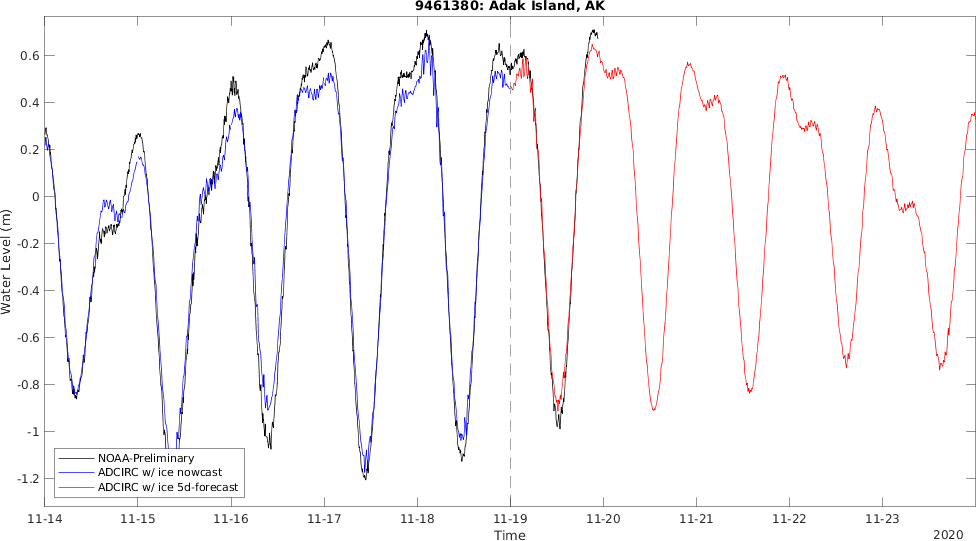 9461380: Adak Island, AK
Water Level (m)
0.6
0.4
0.2
0
-0.2
-0.4
-0.6
-0.8
-1
-1.2
NOAA-Preliminary
ADCIRC w/ ice nowcast
ADCIRC w/ ice 5d-forecast
11-14 11-15 11-16 11-17 11-18 11-19 11-20 11-21 11-22 11-23
Time
2020